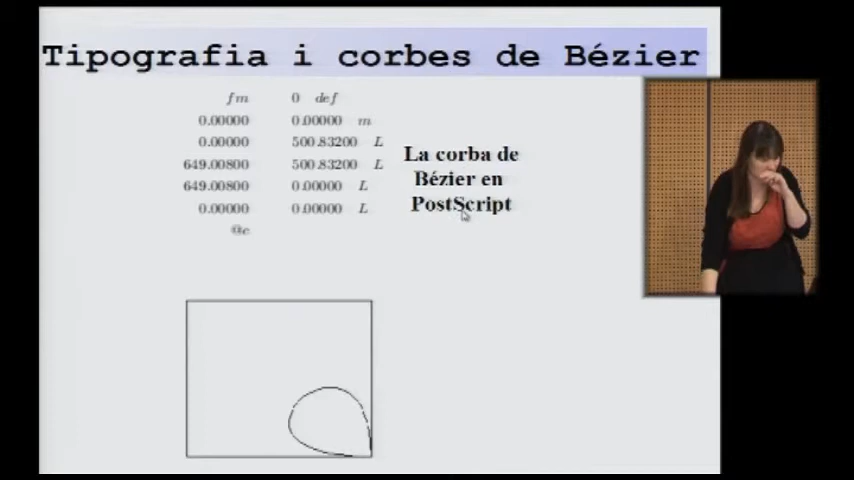 Tipografia i corbes de Bézier
fm 0 def
0.00000 0.00000 m
0.00000 500.83200 L
649.00800 500.83200 L
649.00800 0.00000 L
0.00000 0.00000 L
@c
La corba de
Bézier en
PostScript